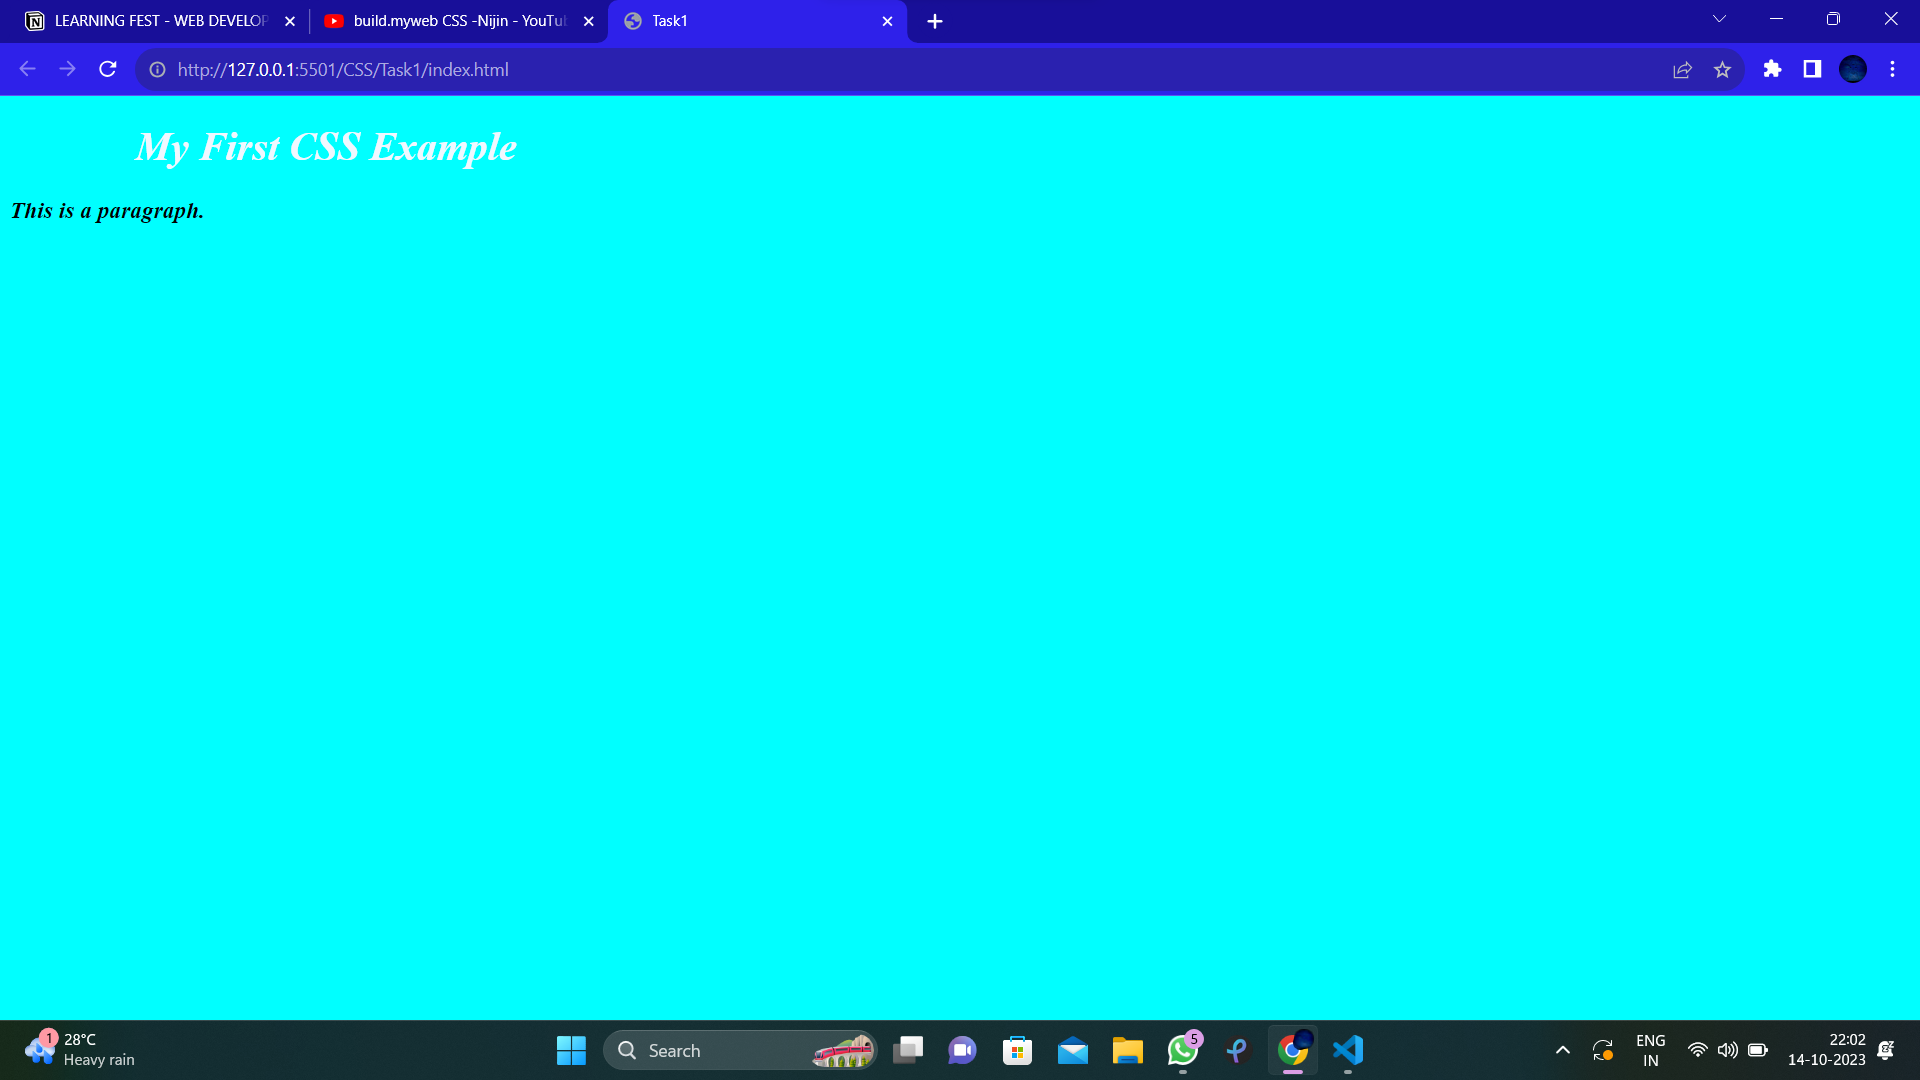 LEARNING FEST - WEB DEVELOP
build.myweb CSS -Nijin - YouTu
Task1
http://127.0.0.1:5501/CSS/Task1/index.html
My First CSS Example
This is a paragraph.
1
28°C
Heavy rain
Search
5
ENG
IN
22:02
14-10-2023